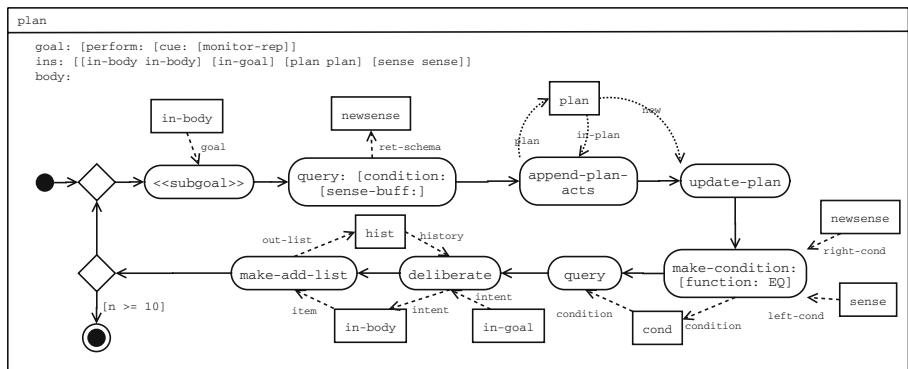 plan
goal: [perform: [cue: [monitor-rep]]
ins: [[in-body in-body] [in-goal] [plan plan] [sense sense]]
body:
in-body
newsense
plan
new
goal
ret-schema
plan
in-plan
<<subgoal>>
query: [condition:
[sense-buff:]
append-plan-
acts
update-plan
newsense
right-cond
out-list
hist
history
make-add-list
deliberate
query
make-condition:
[function: EQ]
[n >= 10]
item
intent
intent
condition
condition
left-cond
sense
in-body
in-goal
cond